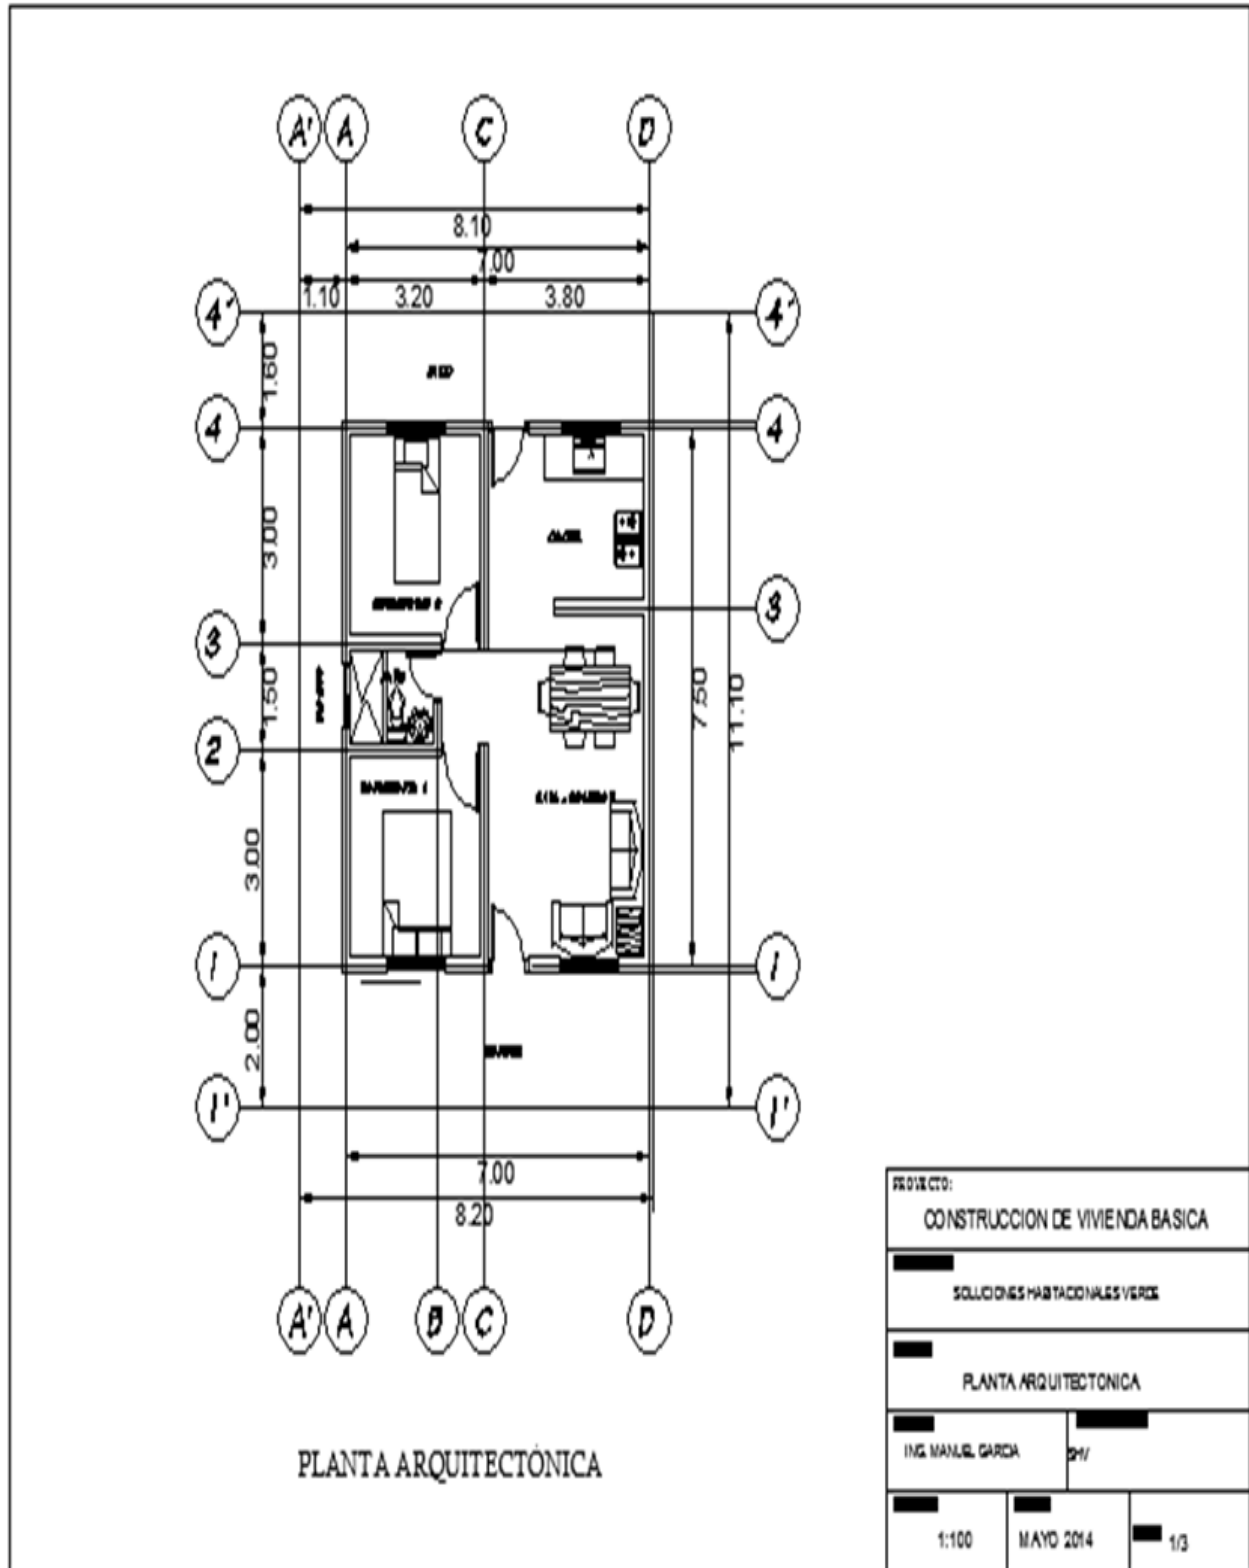 A' A C D
8.10
7.00
1.10 3.20 3.80
4' 4'
1.60
4 4
3.00
3 3
1.50
7.50
11.10
2
3.00
1 1
2.00
1' 1'
7.00
8.20
A' A B C D
PLANTA ARQUITECTÓNICA
PROYECTO:
CONSTRUCCION DE VIVIENDA BASICA
SOLUCIONES HABITACIONALES VERDE
PLANTA ARQUITECTONICA
ING. MANUEL GARCIA
SHV
1:100 MAYO 2014 1/3